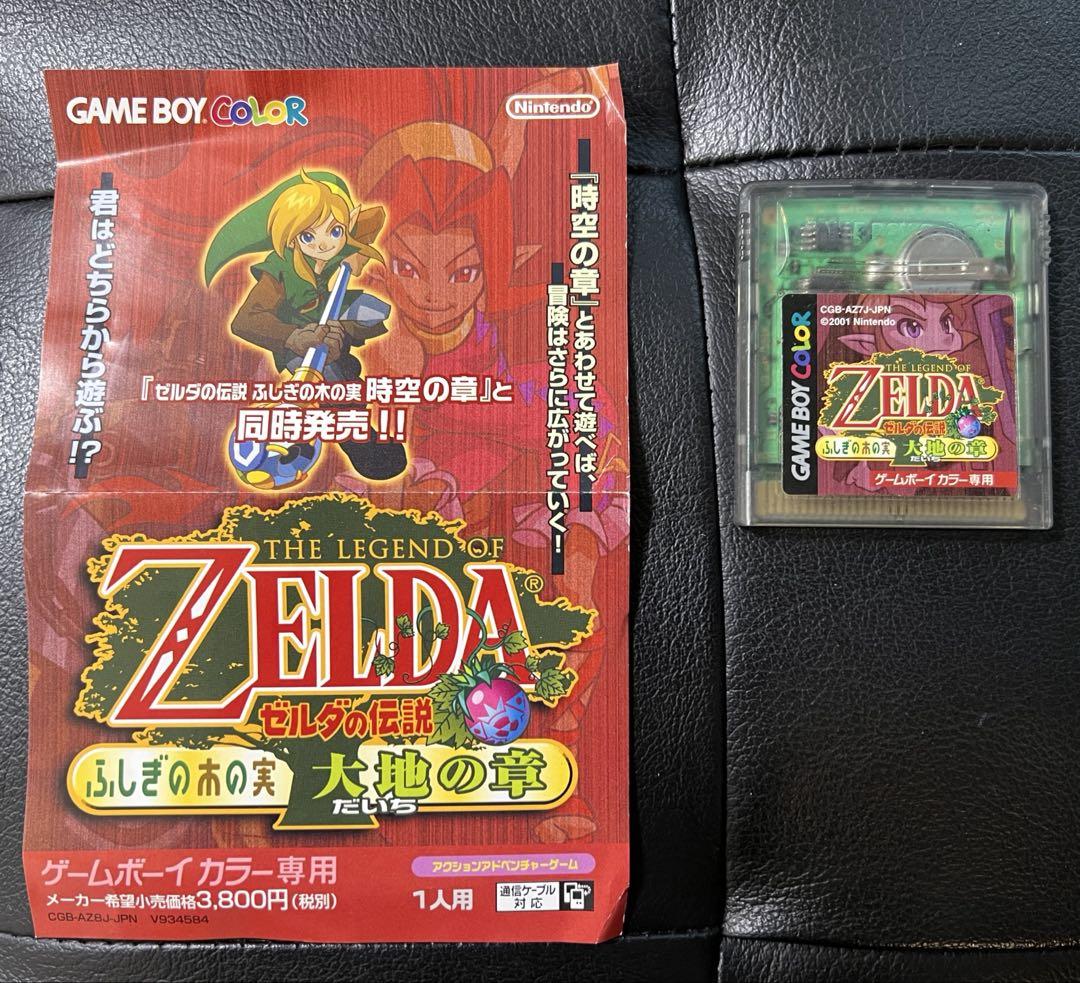 GAME BOY COLOR
Nintendo®
『時空の章』とあわせて遊べば、
冒険はさらに広がっていく!
君はどちらから遊ぶ!?
『ゼルダの伝説 ふしぎの木の実 時空の章』と
同時発売!!
THE LEGEND OF
ZELDA®
ゼルダの伝説
ふしぎの木の実 大地の章
だいち
ゲームボーイ カラー専用
アクションアドベンチャーゲーム
メーカー希望小売価格3,800円(税別)
1人用
通信ケーブル
対応
CGB-AZ8J-JPN V934584
GAME BOY COLOR
CGB-AZ7J-JPN
©2001 Nintendo
THE LEGEND OF
ZELDA
ゼルダの伝説
ふしぎの木の実 大地の章
だいち
ゲームボーイ カラー専用